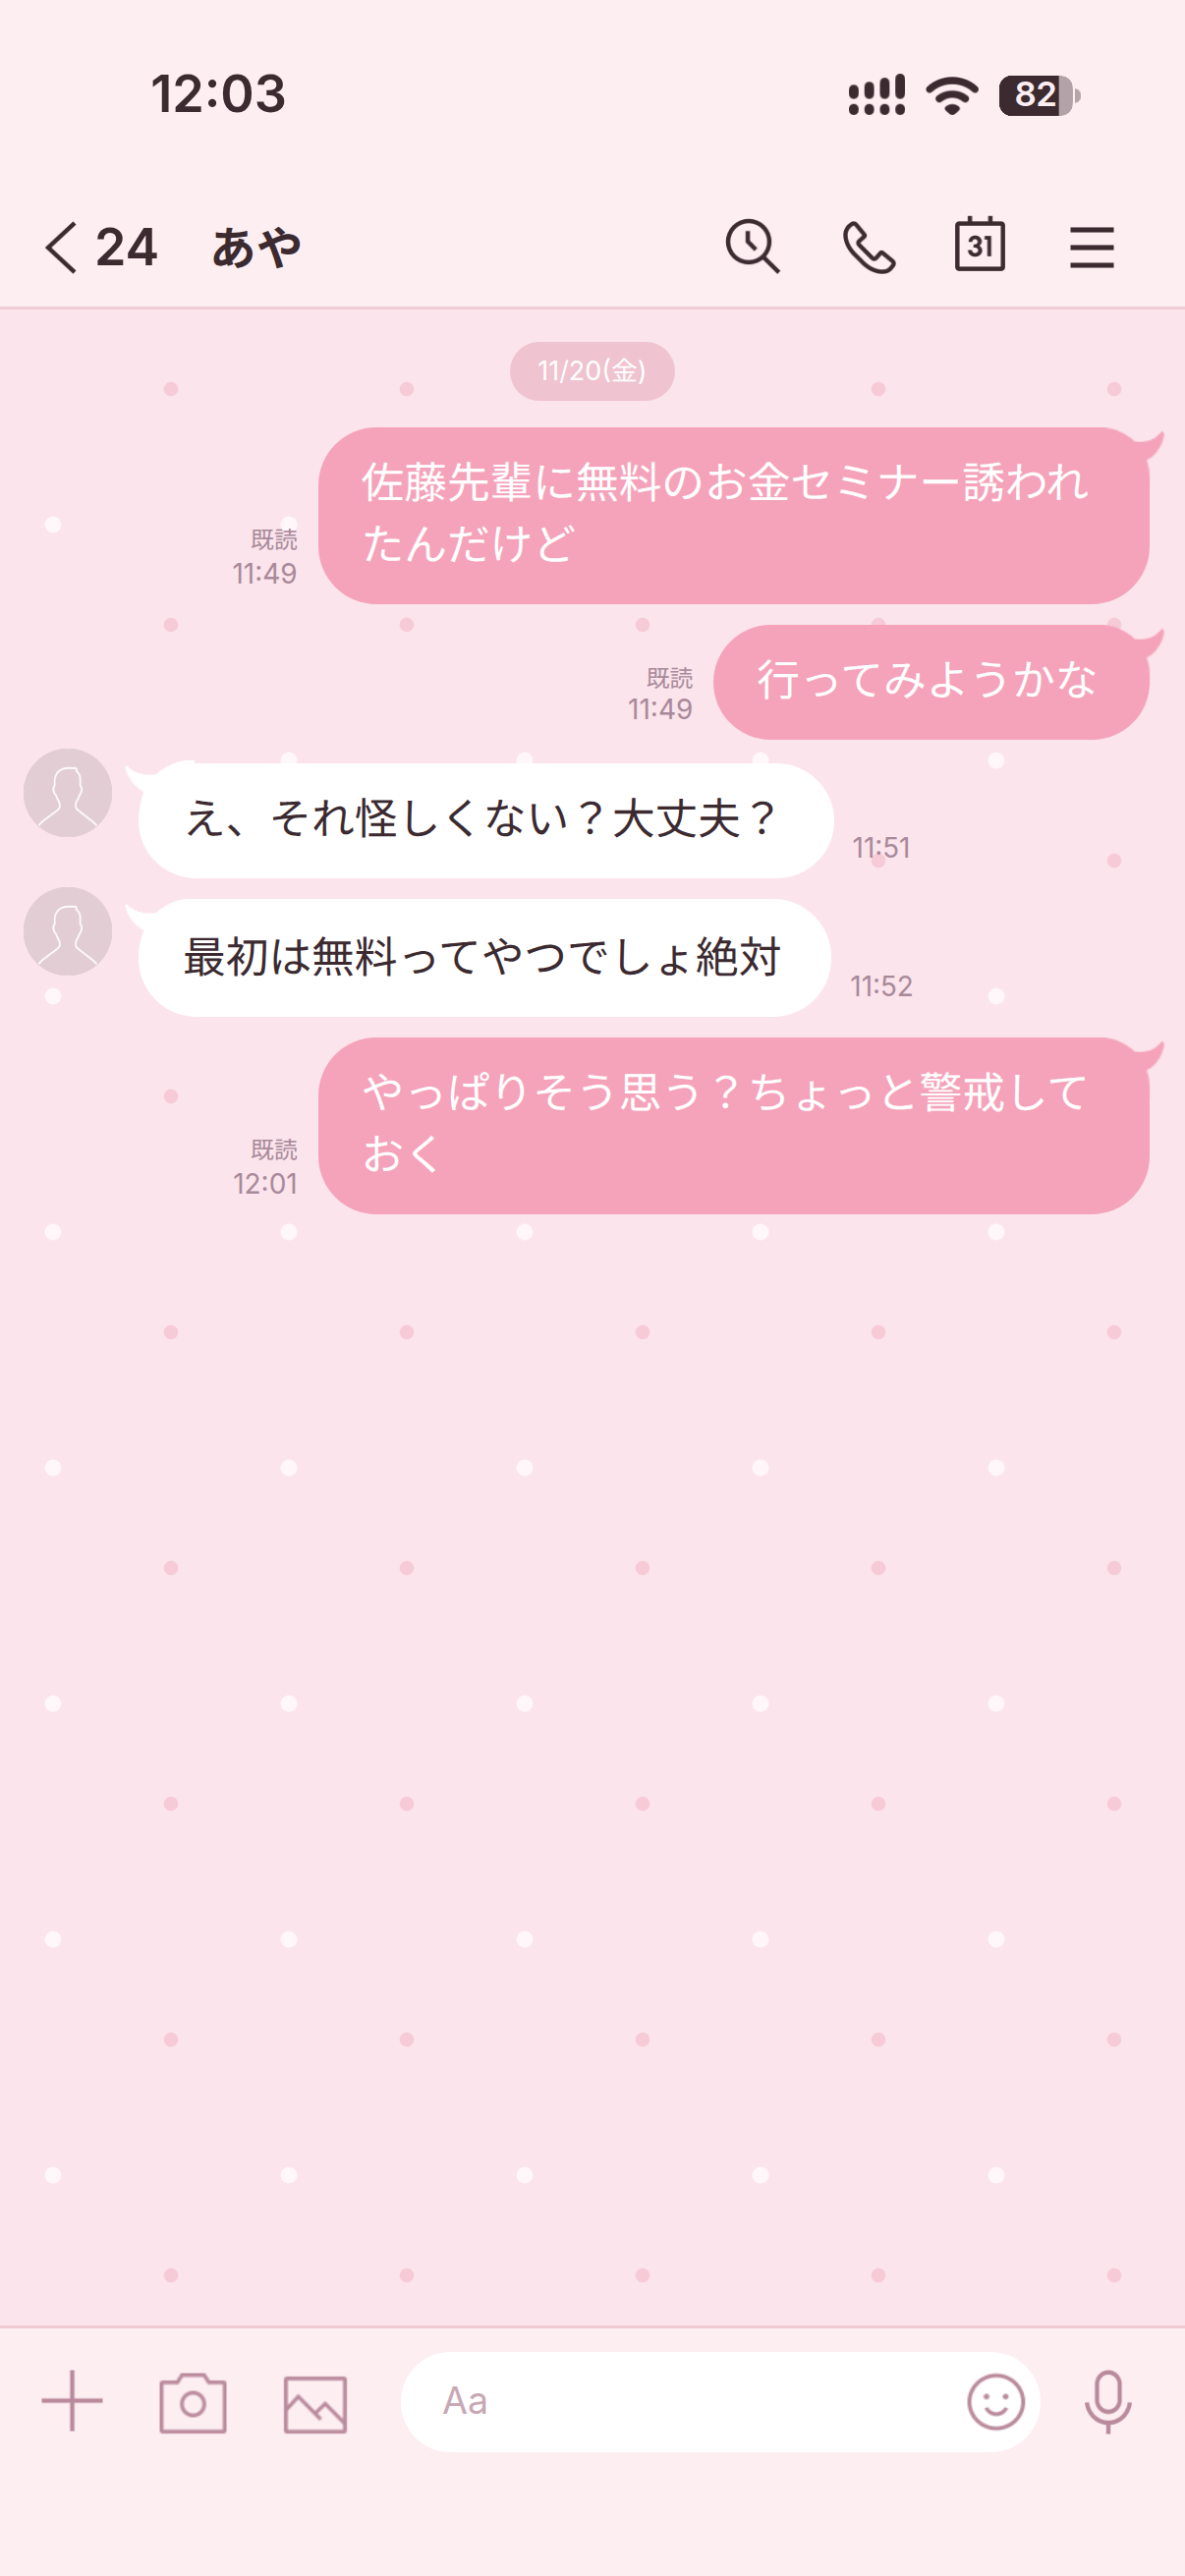 12:03
82
24 あや
31
11/20(金)
佐藤先輩に無料のお金セミナー誘われ
たんだけど
既読
11:49
行ってみようかな
既読
11:49
え、それ怪しくない？大丈夫？
11:51
最初は無料ってやつでしょ絶対
11:52
やっぱりそう思う？ちょっと警戒して
おく
既読
12:01
Aa